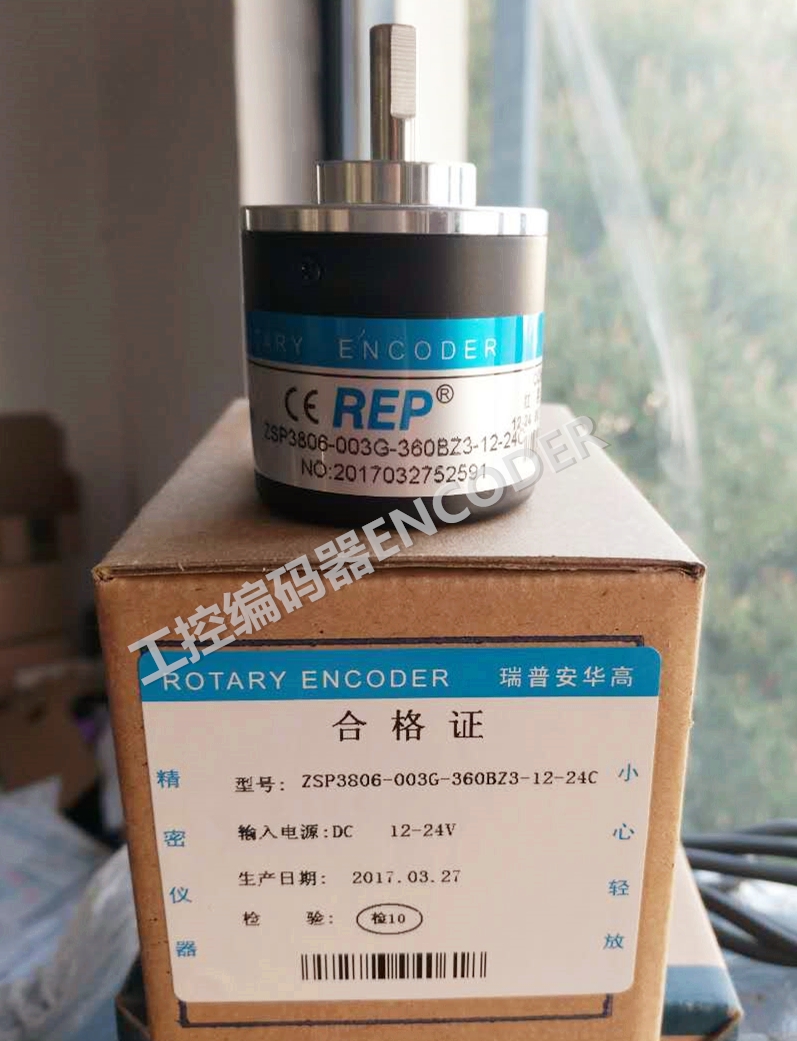 ROTARY ENCODER
CE REP®
ZSP3806-003G-360BZ3-12-24C
NO:2017032752591
工控编码器ENCODER
ROTARY ENCODER 瑞普安华高
合格证
精密仪器
小心轻放
型号: ZSP3806-003G-360BZ3-12-24C
输入电源:DC 12-24V
生产日期: 2017.03.27
检 验: 检10